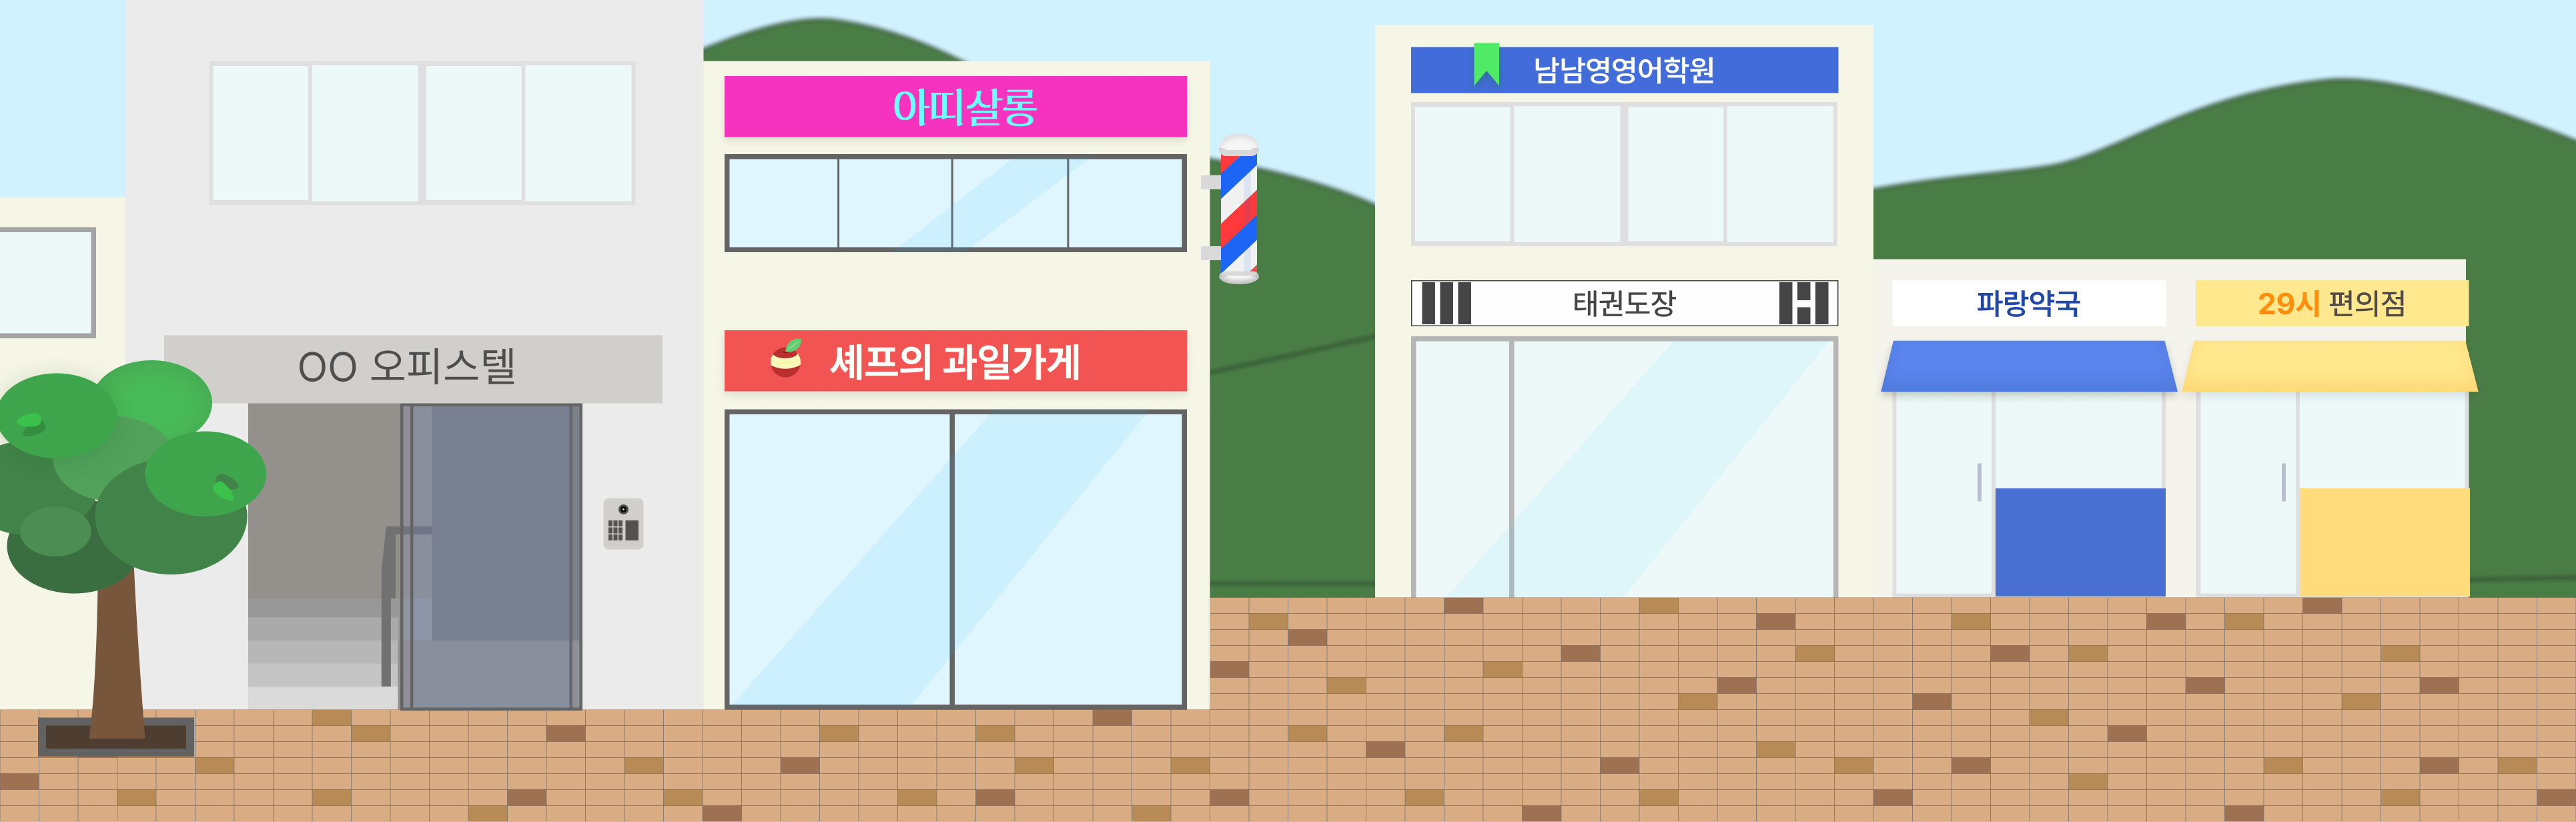 OO 오피스텔
아띠살롱
셰프의 과일가게
남남영영어학원
태권도장
파랑약국
29시 편의점